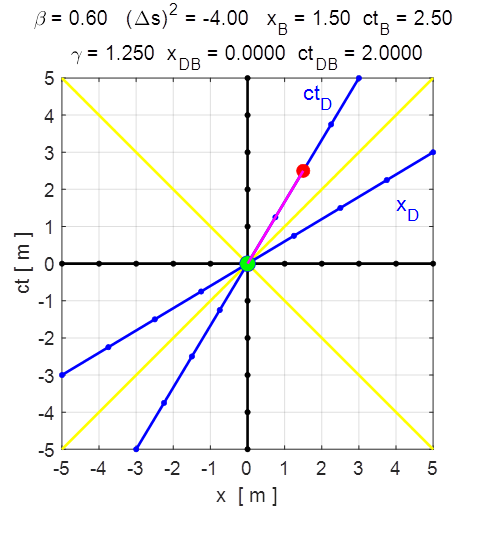 β = 0.60 (Δs)² = -4.00 x_B = 1.50 ct_B = 2.50
γ = 1.250 x_DB = 0.0000 ct_DB = 2.0000
5
ct_D
4
3
2
x_D
1
0
-1
-2
-3
-4
-5
ct [ m ]
-5 -4 -3 -2 -1 0 1 2 3 4 5
x [ m ]